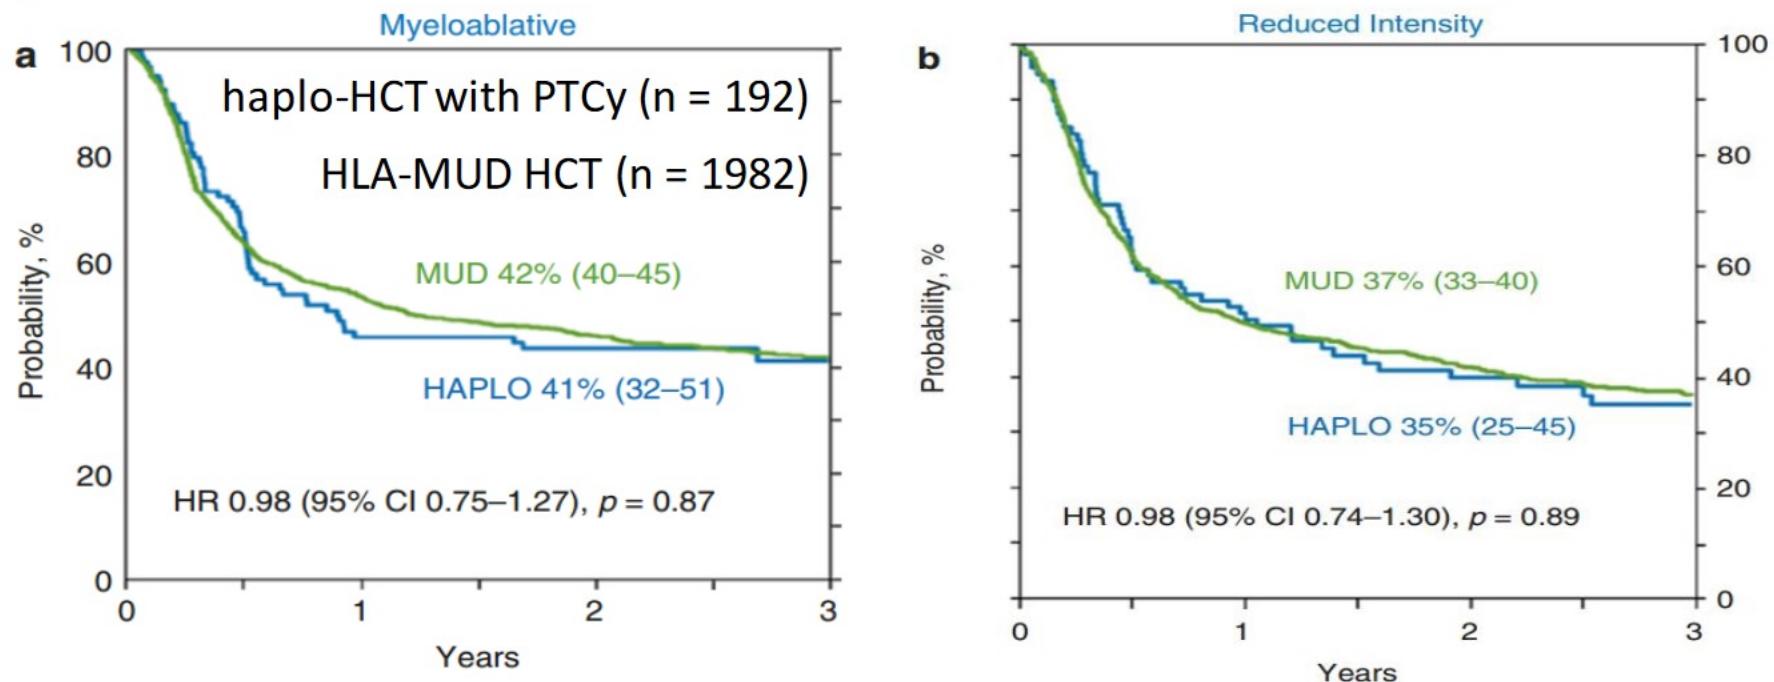 Myeloablative
a
100
80
60
40
20
0
Probability, %
haplo-HCT with PTCy (n = 192)
HLA-MUD HCT (n = 1982)
MUD 42% (40–45)
HAPLO 41% (32–51)
HR 0.98 (95% CI 0.75–1.27), p = 0.87
0
1
2
3
Years
Reduced Intensity
b
100
80
60
40
20
0
Probability, %
MUD 37% (33–40)
HAPLO 35% (25–45)
HR 0.98 (95% CI 0.74–1.30), p = 0.89
0
1
2
3
Years